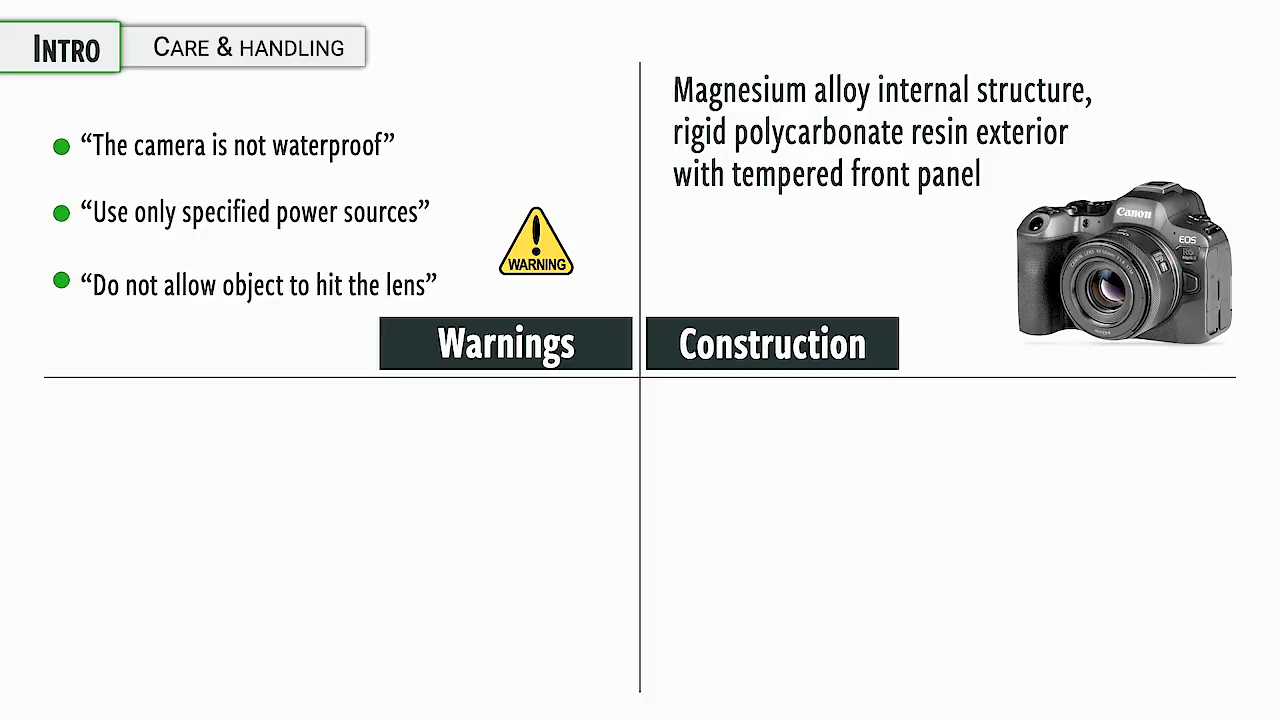 INTRO
CARE & HANDLING
“The camera is not waterproof”
“Use only specified power sources”
“Do not allow object to hit the lens”
WARNING
Warnings
Magnesium alloy internal structure,
rigid polycarbonate resin exterior
with tempered front panel
Canon
EOS
R6
Construction